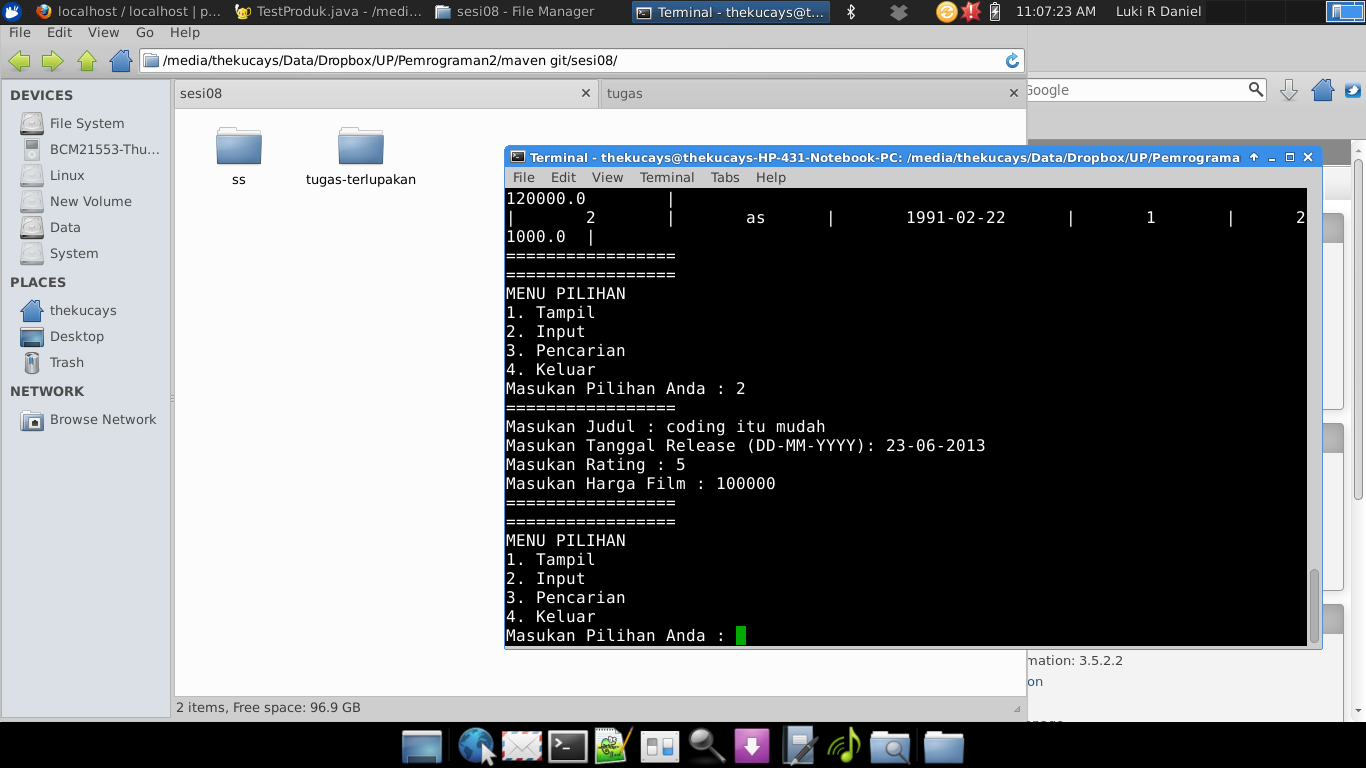 localhost / localhost | p...
TestProduk.java - /medi...
sesi08 - File Manager
Terminal - thekucays@t...
11:07:23 AM
Luki R Daniel
File Edit View Go Help
/media/thekucays/Data/Dropbox/UP/Pemrograman2/maven git/sesi08/
Google
DEVICES
File System
BCM21553-Thu...
Linux
New Volume
Data
System
PLACES
thekucays
Desktop
Trash
NETWORK
Browse Network
sesi08
tugas
ss
tugas-terlupakan
2 items, Free space: 96.9 GB
Terminal - thekucays@thekucays-HP-431-Notebook-PC: /media/thekucays/Data/Dropbox/UP/Pemrograma
File Edit View Terminal Tabs Help
120000.0 |
| 2 | as | 1991-02-22 | 1 | 2
1000.0 |
=================
=================
MENU PILIHAN
1. Tampil
2. Input
3. Pencarian
4. Keluar
Masukan Pilihan Anda : 2
=================
Masukan Judul : coding itu mudah
Masukan Tanggal Release (DD-MM-YYYY): 23-06-2013
Masukan Rating : 5
Masukan Harga Film : 100000
=================
=================
MENU PILIHAN
1. Tampil
2. Input
3. Pencarian
4. Keluar
Masukan Pilihan Anda :
mation: 3.5.2.2
on